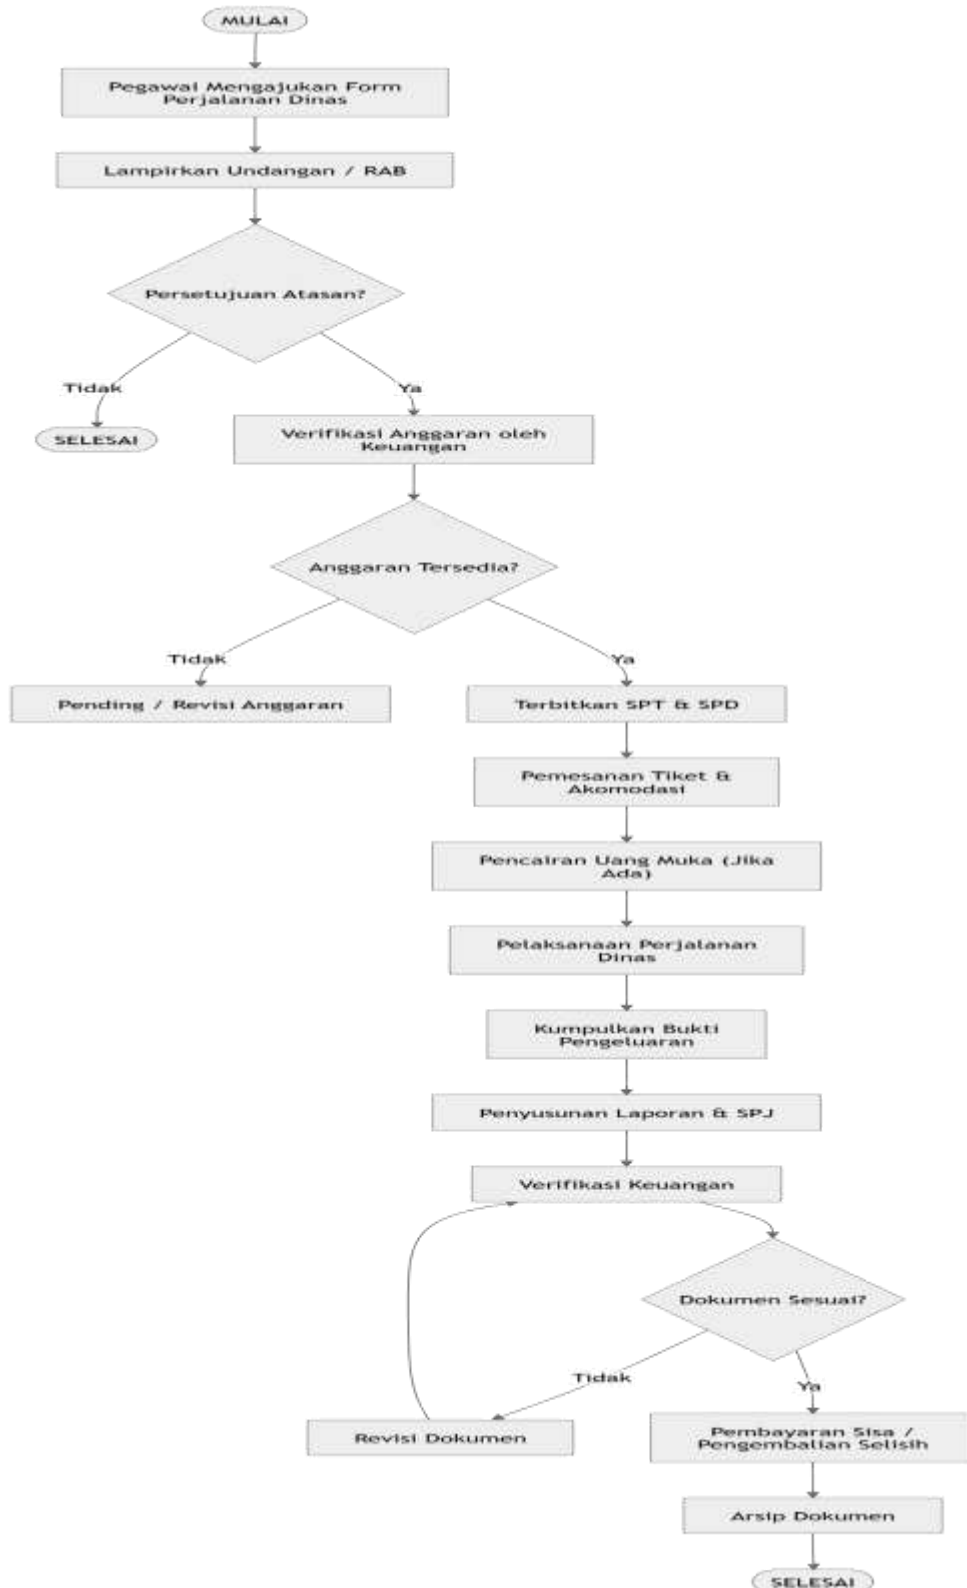 MULAI
Pegawai Mengajukan Form
Perjalanan Dinas
Lampirkan Undangan / RAB
Persetujuan Atasan?
Tidak
Ya
SELESAI
Verifikasi Anggaran oleh
Keuangan
Anggaran Tersedia?
Tidak
Ya
Pending / Revisi Anggaran
Terbitkan SPT & SPD
Pemesanan Tiket &
Akomodasi
Pencairan Uang Muka (Jika
Ada)
Pelaksanaan Perjalanan
Dinas
Kumpulkan Bukti
Pengeluaran
Penyusunan Laporan & SPJ
Verifikasi Keuangan
Dokumen Sesuai?
Tidak
Ya
Revisi Dokumen
Pembayaran Sisa /
Pengembalian Selisih
Arsip Dokumen
SELESAI